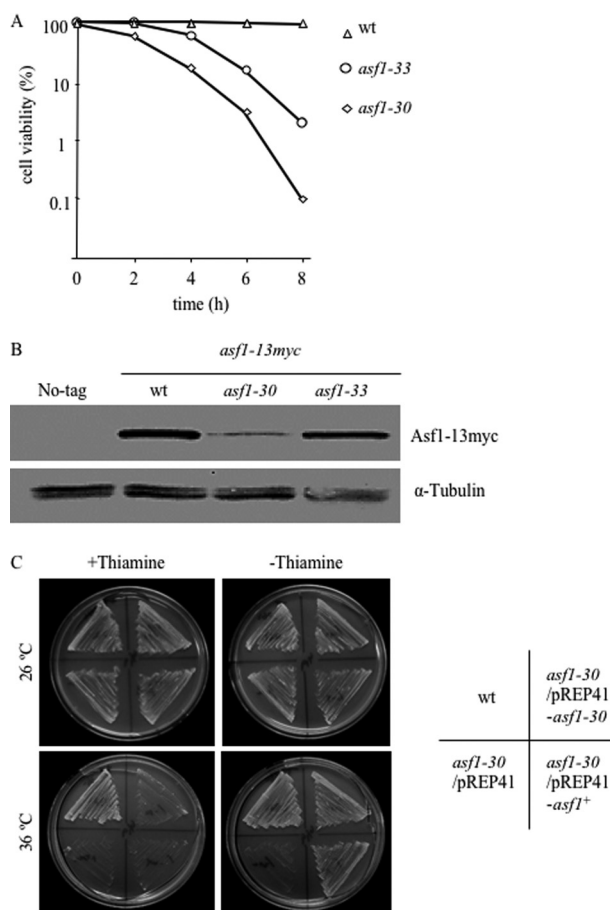 A
100
10
1
0.1
cell viability (%)
0
2
4
6
8
time (h)
wt
asf1-33
asf1-30
B
asf1-13myc
No-tag
wt
asf1-30
asf1-33
Asf1-13myc
α-Tubulin
C
+Thiamine
-Thiamine
26 ºC
36 ºC
wt
asf1-30
/pREP41
-asf1-30
asf1-30
/pREP41
asf1-30
/pREP41
-asf1+